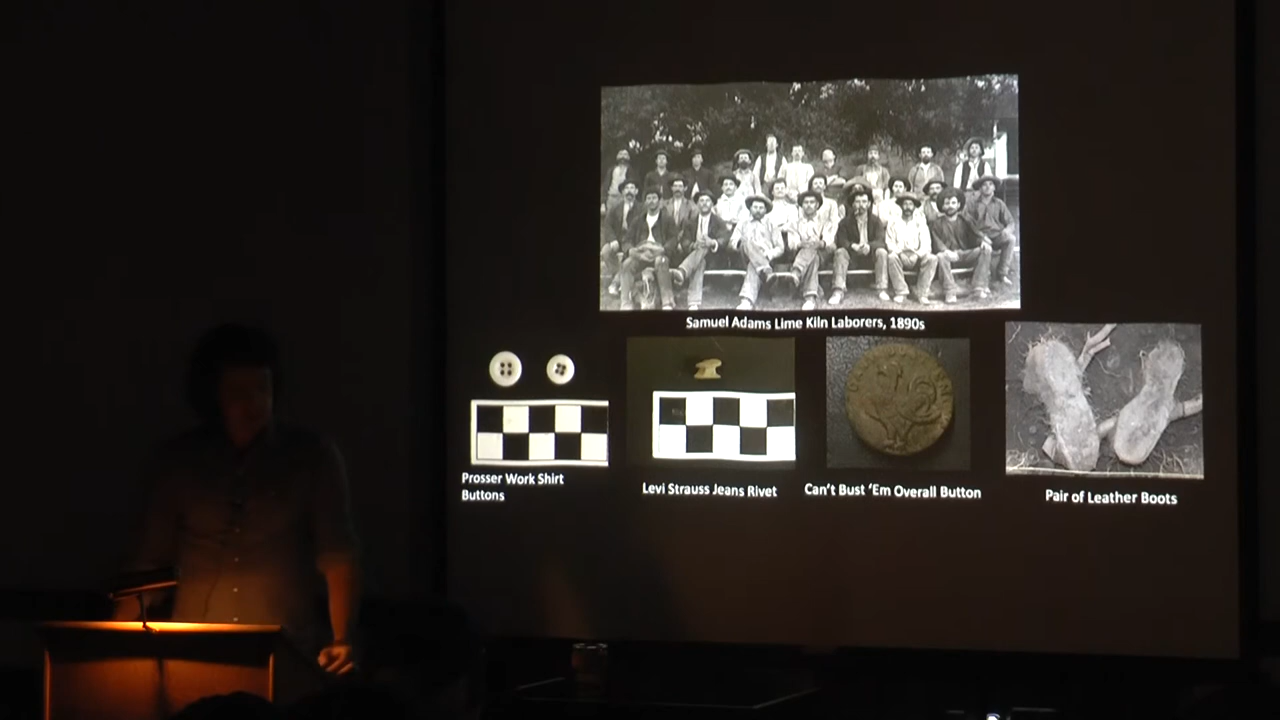 Samuel Adams Lime Kiln Laborers, 1890s
Prosser Work Shirt
Buttons
Levi Strauss Jeans Rivet
Can't Bust 'Em Overall Button
Pair of Leather Boots